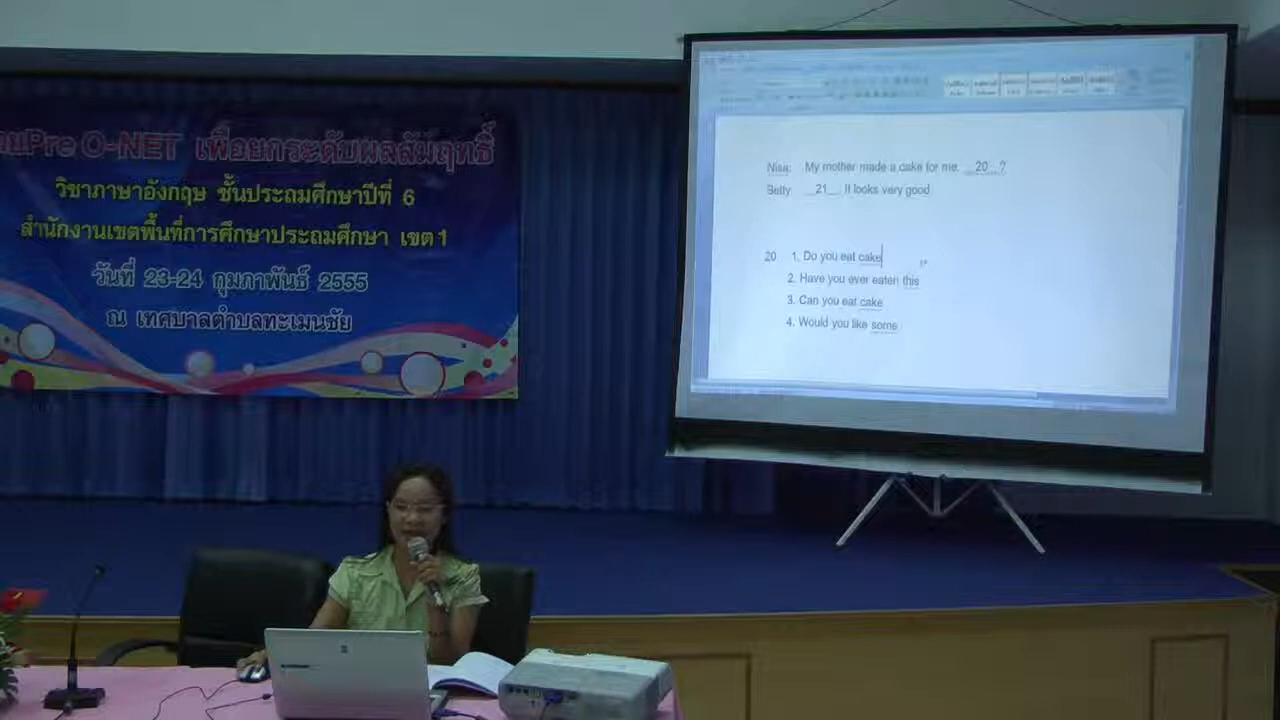 Pre O-NET เพื่อยกระดับผลสัมฤทธิ์
วิชาภาษาอังกฤษ ชั้นประถมศึกษาปีที่ 6
สำนักงานเขตพื้นที่การศึกษาประถมศึกษา เขต 1
วันที่ 23-24 กุมภาพันธ์ 2555
ณ เทศบาลตำบลทะเมนชัย
Nisa: My mother made a cake for me. __20__?
Betty __21__. It looks very good
20 1. Do you eat cake
2. Have you ever eaten this
3. Can you eat cake
4. Would you like some